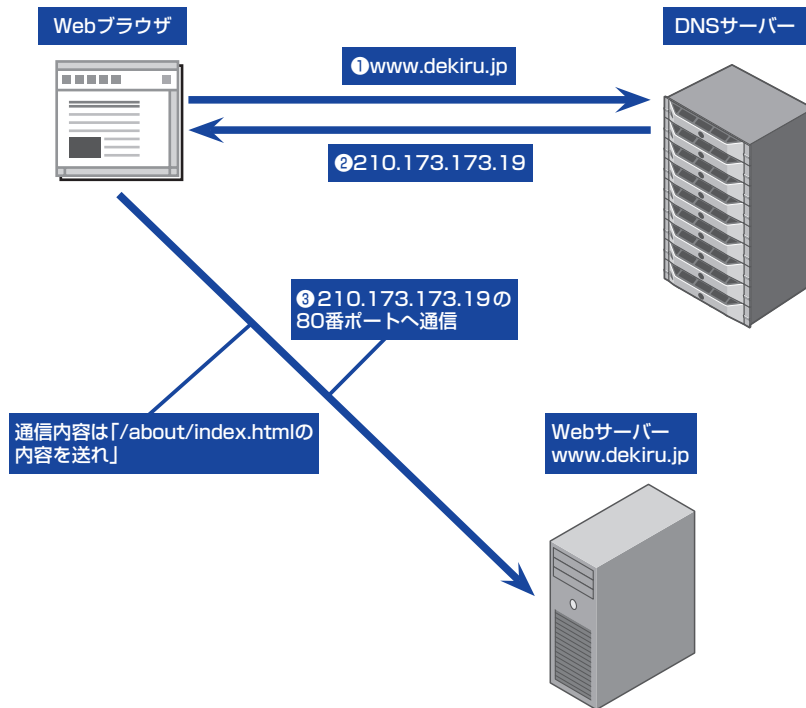 Webブラウザ
DNSサーバー
❶www.dekiru.jp
❷210.173.173.19
❸210.173.173.19の
80番ポートへ通信
通信内容は「/about/index.htmlの
内容を送れ」
Webサーバー
www.dekiru.jp